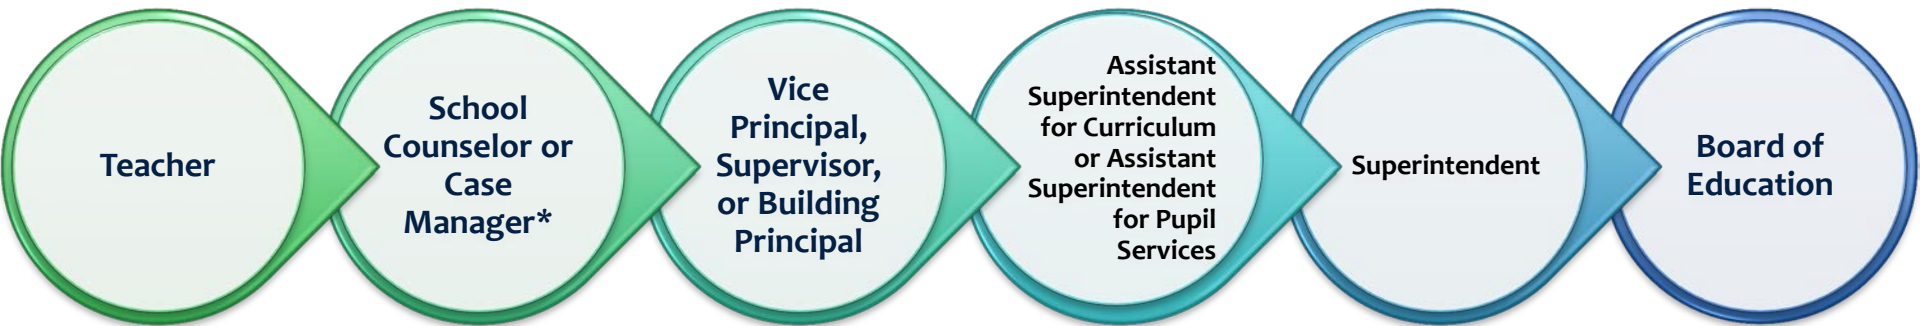 Teacher
School
Counselor or
Case
Manager*
Vice
Principal,
Supervisor,
or Building
Principal
Assistant
Superintendent
for Curriculum
or Assistant
Superintendent
for Pupil
Services
Superintendent
Board of
Education